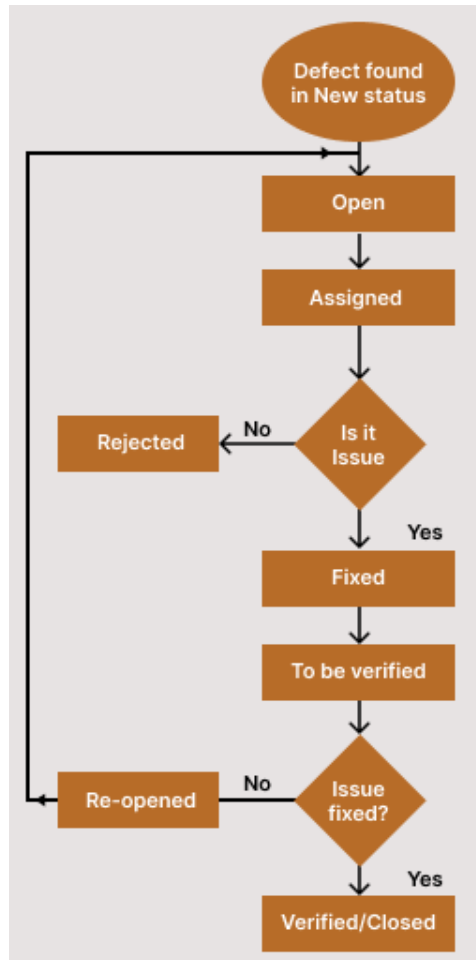 Defect found
in New status
Open
Assigned
Is it
Issue
No
Rejected
Yes
Fixed
To be verified
Issue
fixed?
No
Re-opened
Yes
Verified/Closed